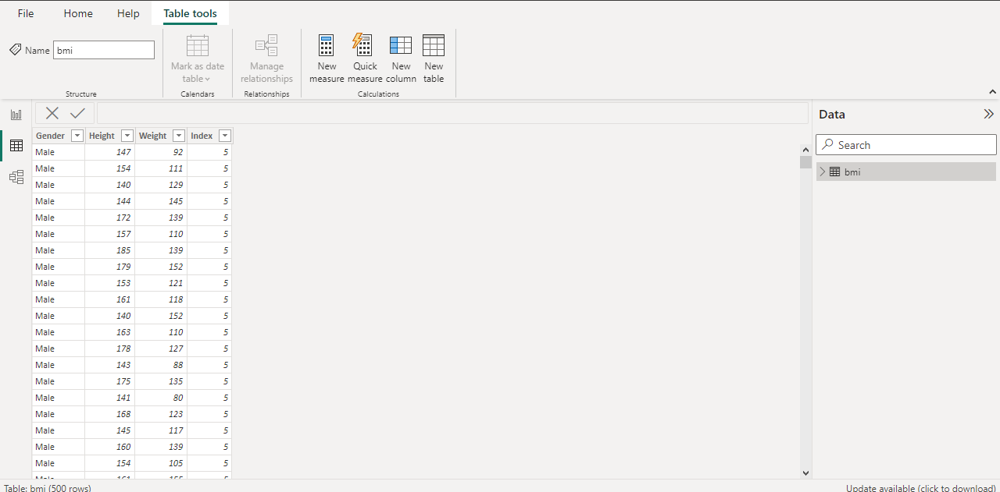 File Home Help Table tools
Name bmi
Mark as date table
Manage relationships
New measure
Quick measure
New column
New table
Structure Calendars Relationships Calculations
Data
Search
bmi
Gender Height Weight Index
Male 147 92 5
Male 154 111 5
Male 140 129 5
Male 144 145 5
Male 172 139 5
Male 157 110 5
Male 185 139 5
Male 179 152 5
Male 153 121 5
Male 161 118 5
Male 140 152 5
Male 163 110 5
Male 178 127 5
Male 143 88 5
Male 175 135 5
Male 141 80 5
Male 168 123 5
Male 145 117 5
Male 160 139 5
Male 154 105 5
Table: bmi (500 rows) Update available (click to download)